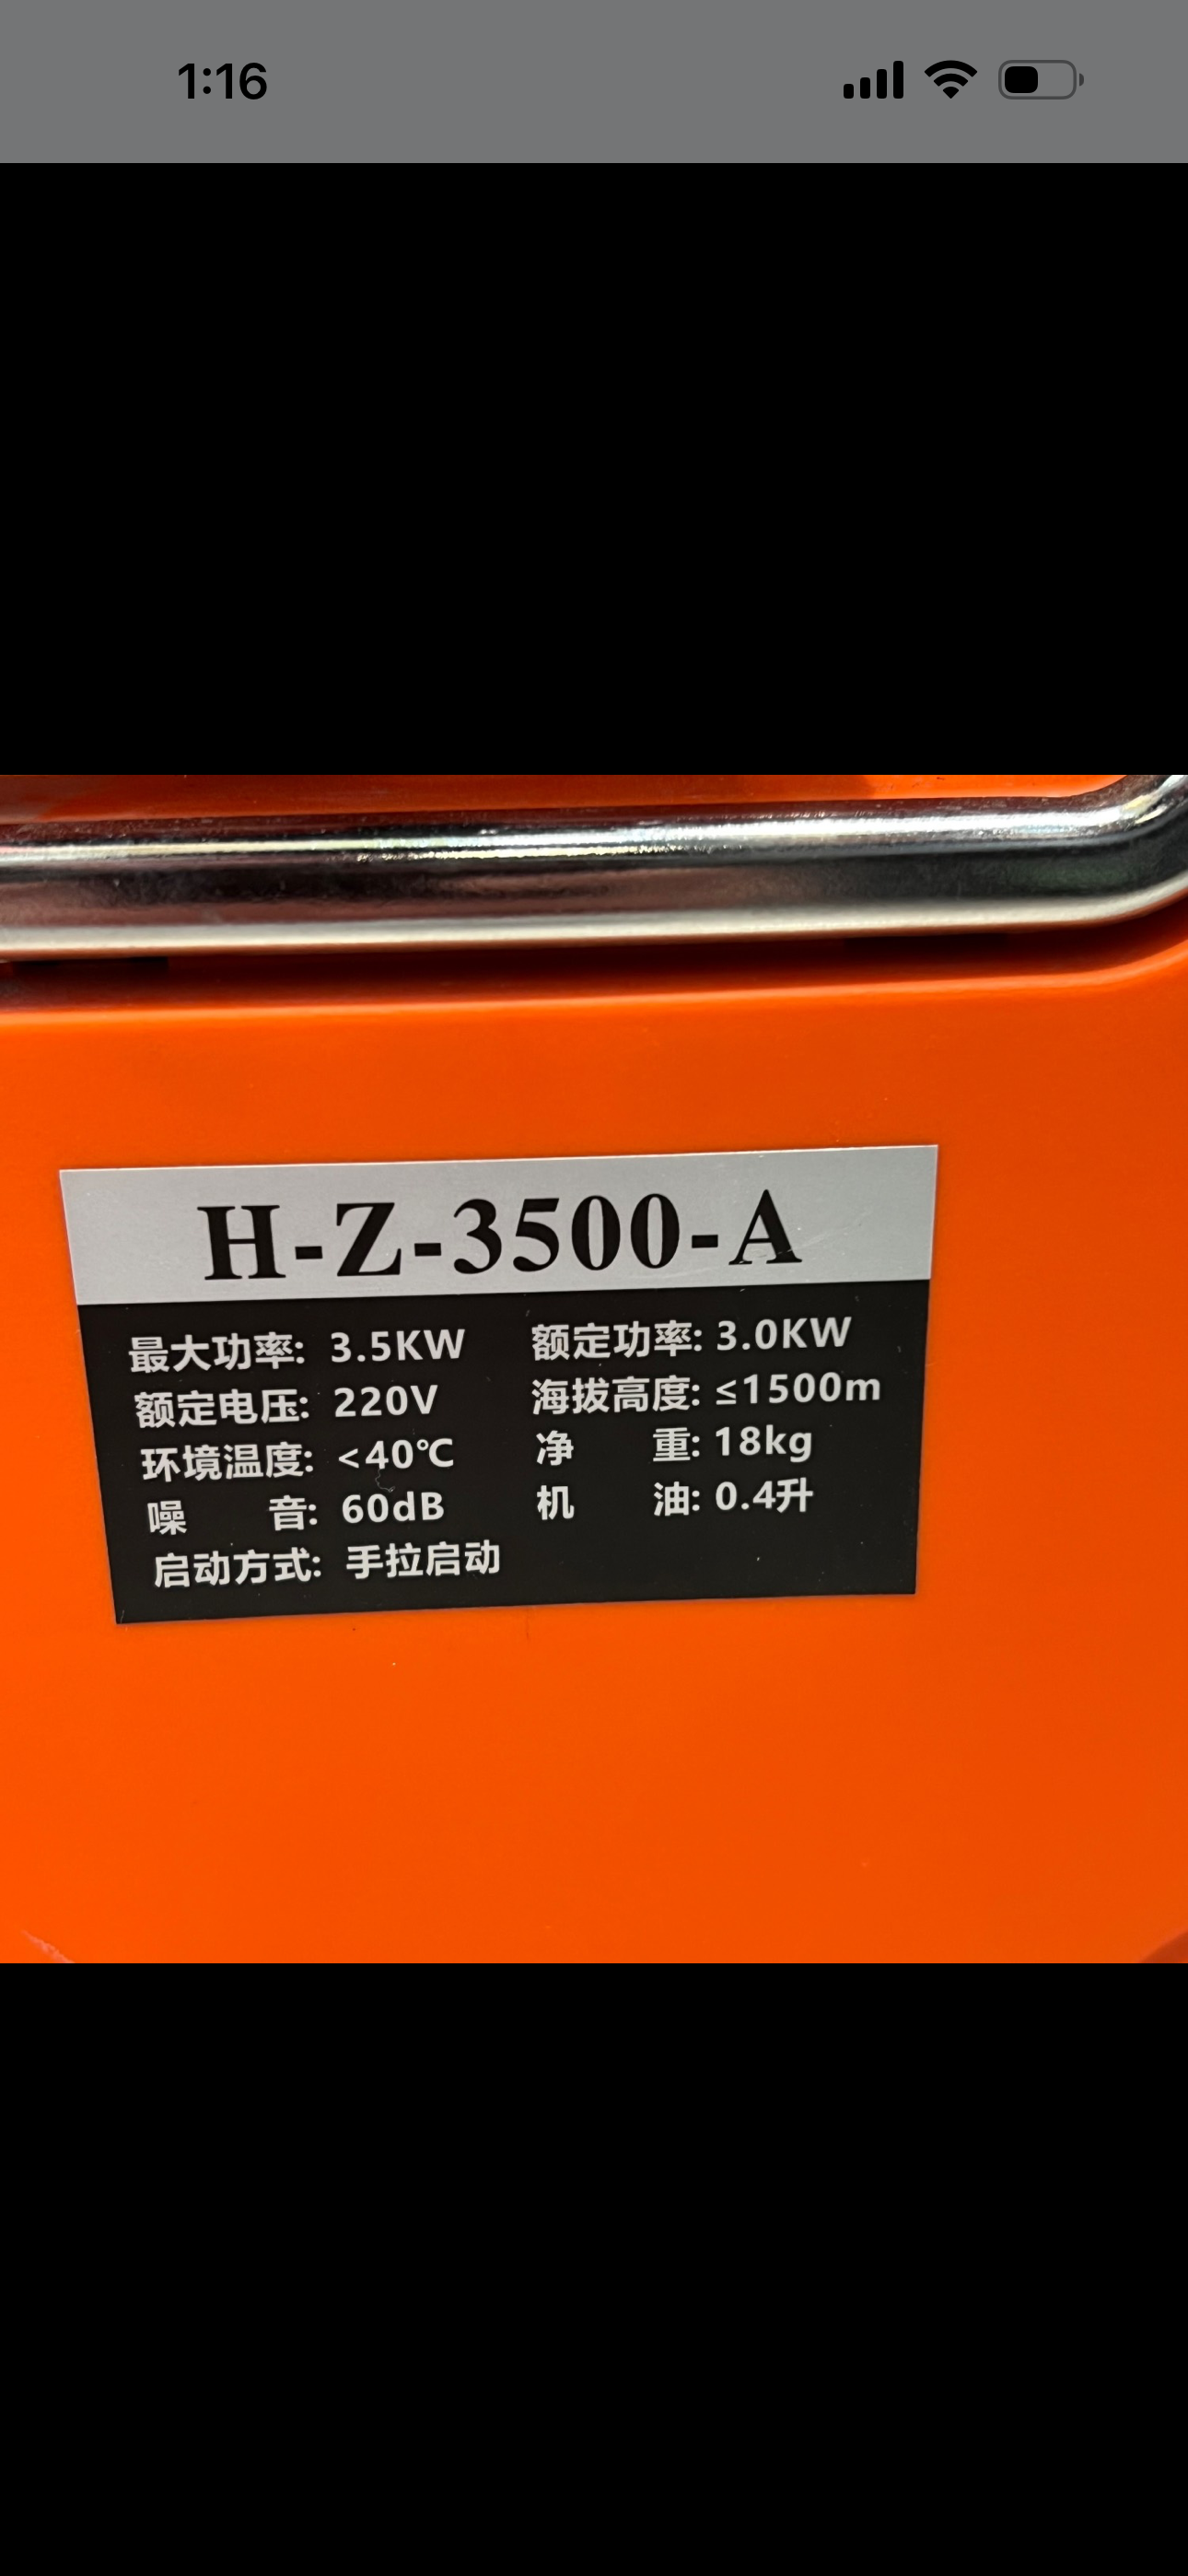 1:16
H-Z-3500-A
最大功率: 3.5KW 额定功率: 3.0KW
额定电压: 220V 海拔高度: ≤1500m
环境温度: <40℃ 净 重: 18kg
噪 音: 60dB 机 油: 0.4升
启动方式: 手拉启动